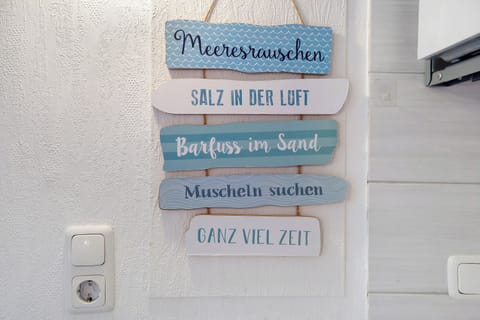 Meeresrauschen
SALZ IN DER LUFT
Barfuss im Sand
Muscheln suchen
GANZ VIEL ZEIT